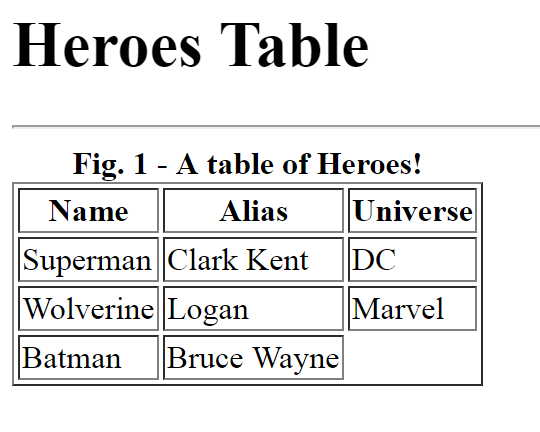 Heroes Table
Fig. 1 - A table of Heroes!
Name Alias Universe
Superman Clark Kent DC
Wolverine Logan Marvel
Batman Bruce Wayne